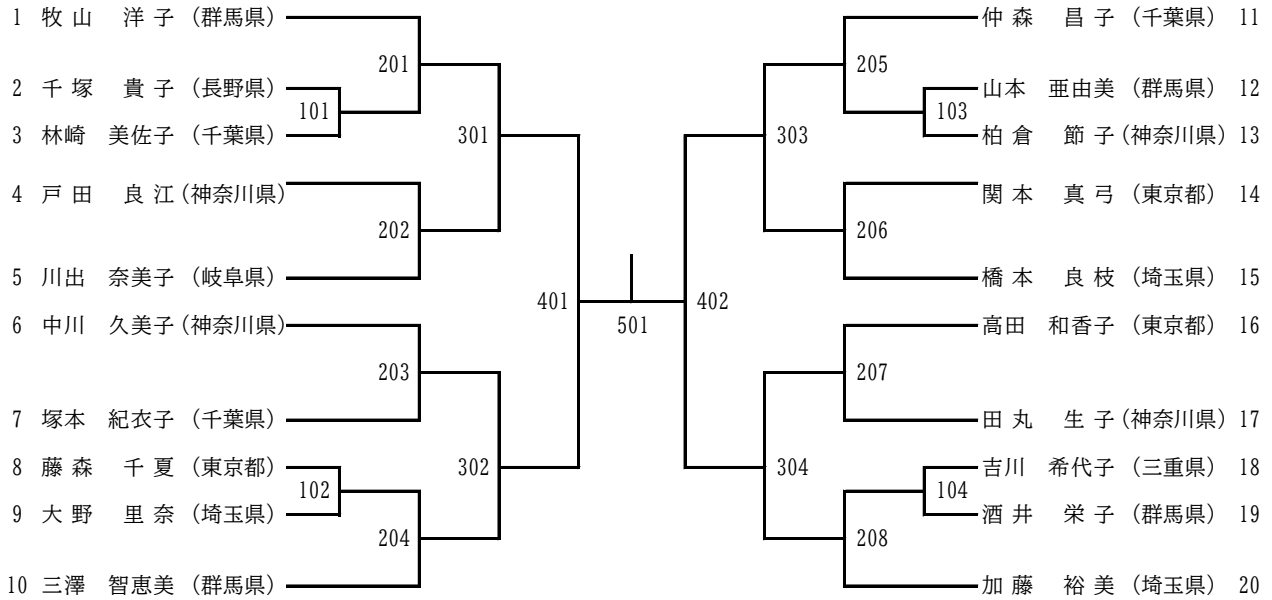 1 牧山 洋子 (群馬県)
201
2 千塚 貴子 (長野県)
101
3 林崎 美佐子 (千葉県)
301
4 戸田 良江 (神奈川県)
202
5 川出 奈美子 (岐阜県)
401
6 中川 久美子 (神奈川県)
203
7 塚本 紀衣子 (千葉県)
302
8 藤森 千夏 (東京都)
102
9 大野 里奈 (埼玉県)
204
10 三澤 智恵美 (群馬県)
501
仲森 昌子 (千葉県) 11
205
山本 亜由美 (群馬県) 12
103
柏倉 節子 (神奈川県) 13
303
関本 真弓 (東京都) 14
206
橋本 良枝 (埼玉県) 15
402
高田 和香子 (東京都) 16
207
田丸 生子 (神奈川県) 17
304
吉川 希代子 (三重県) 18
104
酒井 栄子 (群馬県) 19
208
加藤 裕美 (埼玉県) 20